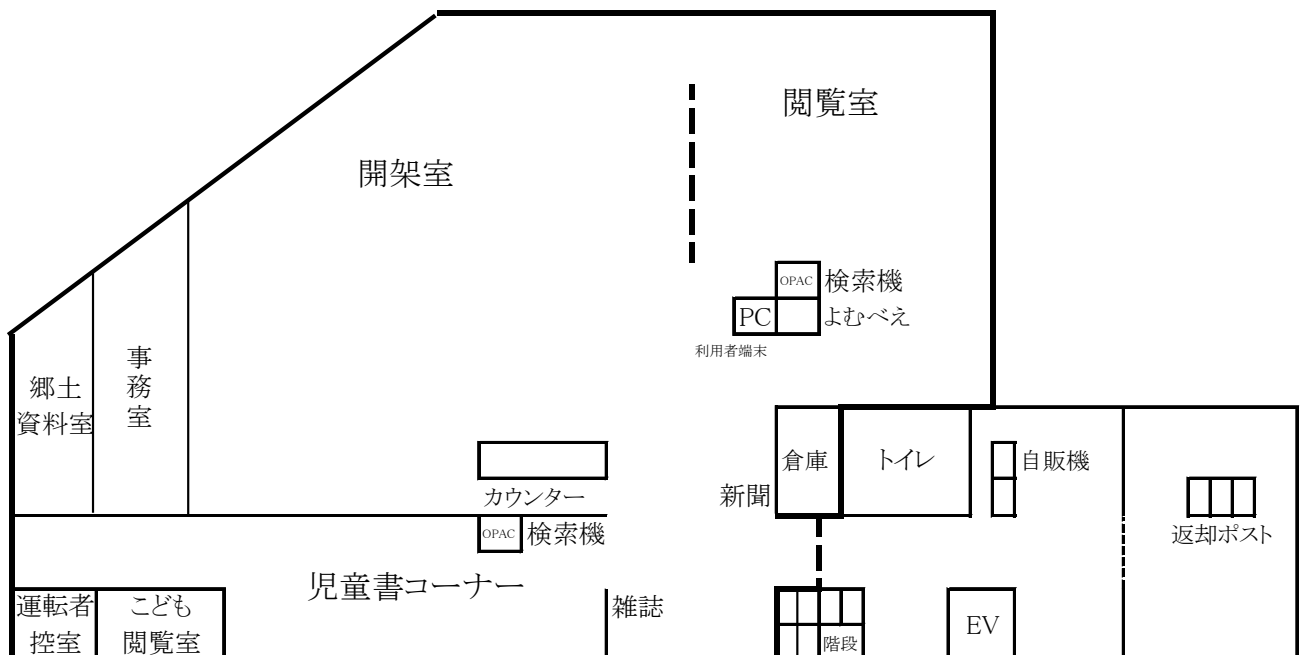 閲覧室
開架室
OPAC 検索機
PC よむべえ
利用者端末
事務室
郷土
資料室
倉庫
トイレ
自販機
カウンター
新聞
OPAC 検索機
返却ポスト
児童書コーナー
運転者
控室
こども
閲覧室
雑誌
階段
EV